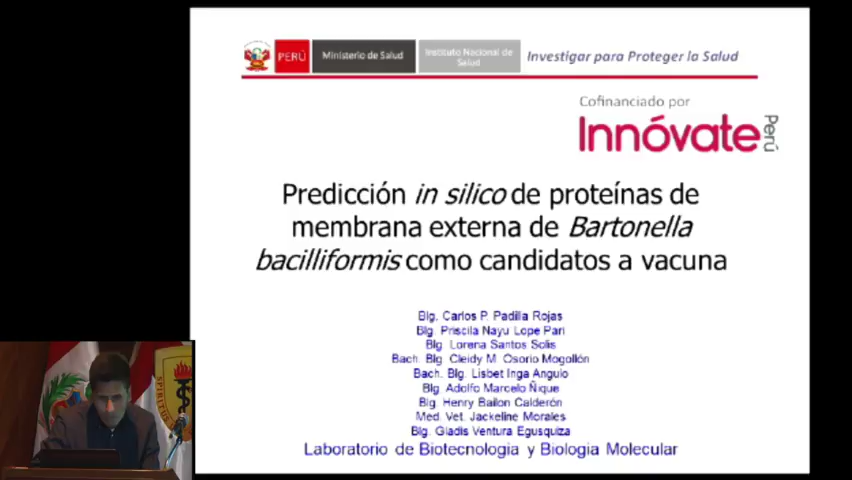 PERÚ
Ministerio de Salud
Instituto Nacional de
Salud
Investigar para Proteger la Salud
Cofinanciado por
Innóvate
Perú
Predicción in silico de proteínas de
membrana externa de Bartonella
bacilliformis como candidatos a vacuna
Blg. Carlos P. Padilla Rojas
Blg. Priscila Nayu Lope Pari
Blg. Lorena Santos Solis
Bach. Blg. Cleidy M. Osorio Mogollón
Bach. Blg. Lisbet Inga Angulo
Blg. Adolfo Marcelo Ñique
Blg. Henry Bailon Calderón
Med. Vet. Jackeline Morales
Blg. Gladis Ventura Egusquiza
Laboratorio de Biotecnologia y Biologia Molecular